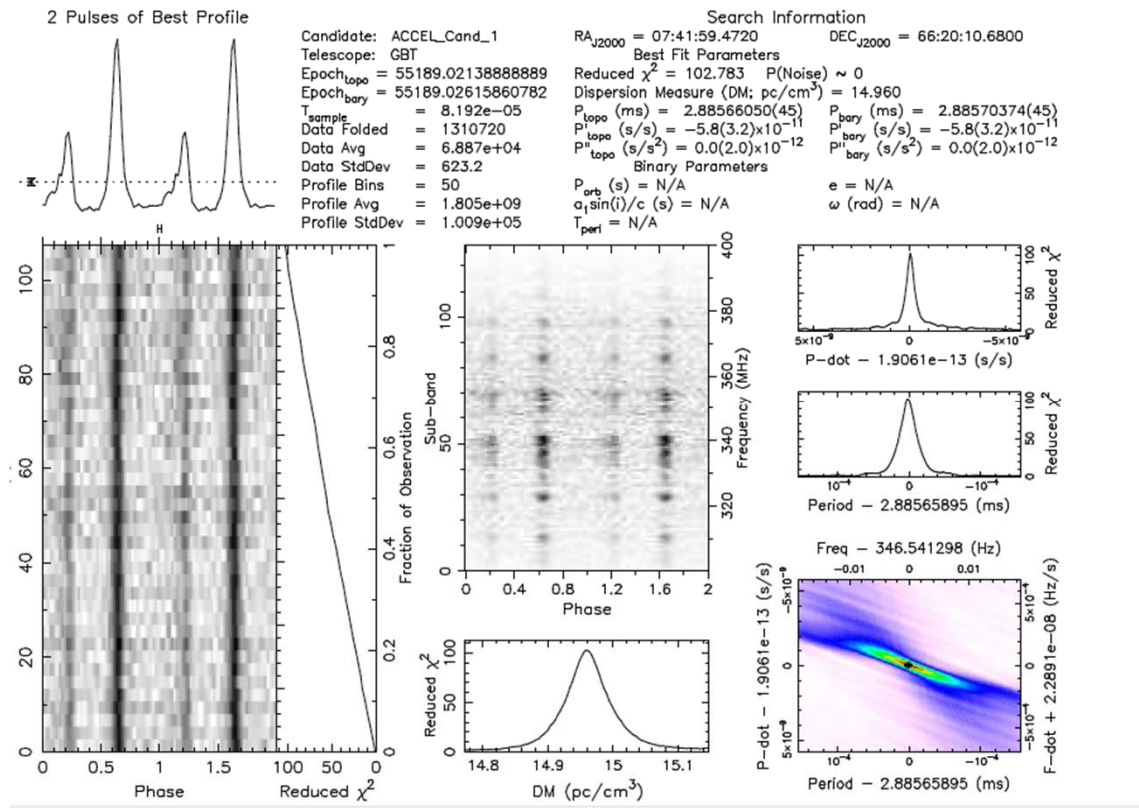 2 Pulses of Best Profile
Search Information
Candidate: ACCEL_Cand_1
Telescope: GBT
Epoch_topo = 55189.02138888889
Epoch_bary = 55189.02615860782
T_sample = 8.192e-05
Data Folded = 1310720
Data Avg = 6.887e+04
Data StdDev = 623.2
Profile Bins = 50
Profile Avg = 1.805e+09
Profile StdDev = 1.009e+05
RA_J2000 = 07:41:59.4720
DEC_J2000 = 66:20:10.6800
Best Fit Parameters
Reduced χ² = 102.783 P(Noise) ~ 0
Dispersion Measure (DM; pc/cm³) = 14.960
P_topo (ms) = 2.88566050(45)
P_bary (ms) = 2.88570374(45)
P'_topo (s/s) = −5.8(3.2)×10⁻¹¹
P'_bary (s/s) = −5.8(3.2)×10⁻¹¹
P''_topo (s/s²) = 0.0(2.0)×10⁻¹²
P''_bary (s/s²) = 0.0(2.0)×10⁻¹²
Binary Parameters
P_orb (s) = N/A
e = N/A
a₁sin(i)/c (s) = N/A
ω (rad) = N/A
T_peri = N/A
0 20 40 60 80 100
0 0.5 1 1.5
Phase
100 50 0
Reduced χ²
0 0.2 0.4 0.6 0.8 1
Fraction of Observation
0 50 100
Sub-band
320 340 360 380 400
Frequency (MHz)
0 0.4 0.8 1.2 1.6 2
Phase
0 50 100
Reduced χ²
14.8 14.9 15 15.1
DM (pc/cm³)
0 50 100
Reduced χ²
5×10⁻⁹ 0 −5×10⁻⁹
P-dot − 1.9061e-13 (s/s)
0 50 100
Reduced χ²
10⁻⁴ 0 −10⁻⁴
Period − 2.88565895 (ms)
Freq − 346.541298 (Hz)
−0.01 0 0.01
−5×10⁻⁹ 0 5×10⁻⁹
P-dot − 1.9061e-13 (s/s)
5×10⁻⁴ 0 −5×10⁻⁴
F-dot + 2.2891e-08 (Hz/s)
10⁻⁴ 0 −10⁻⁴
Period − 2.88565895 (ms)